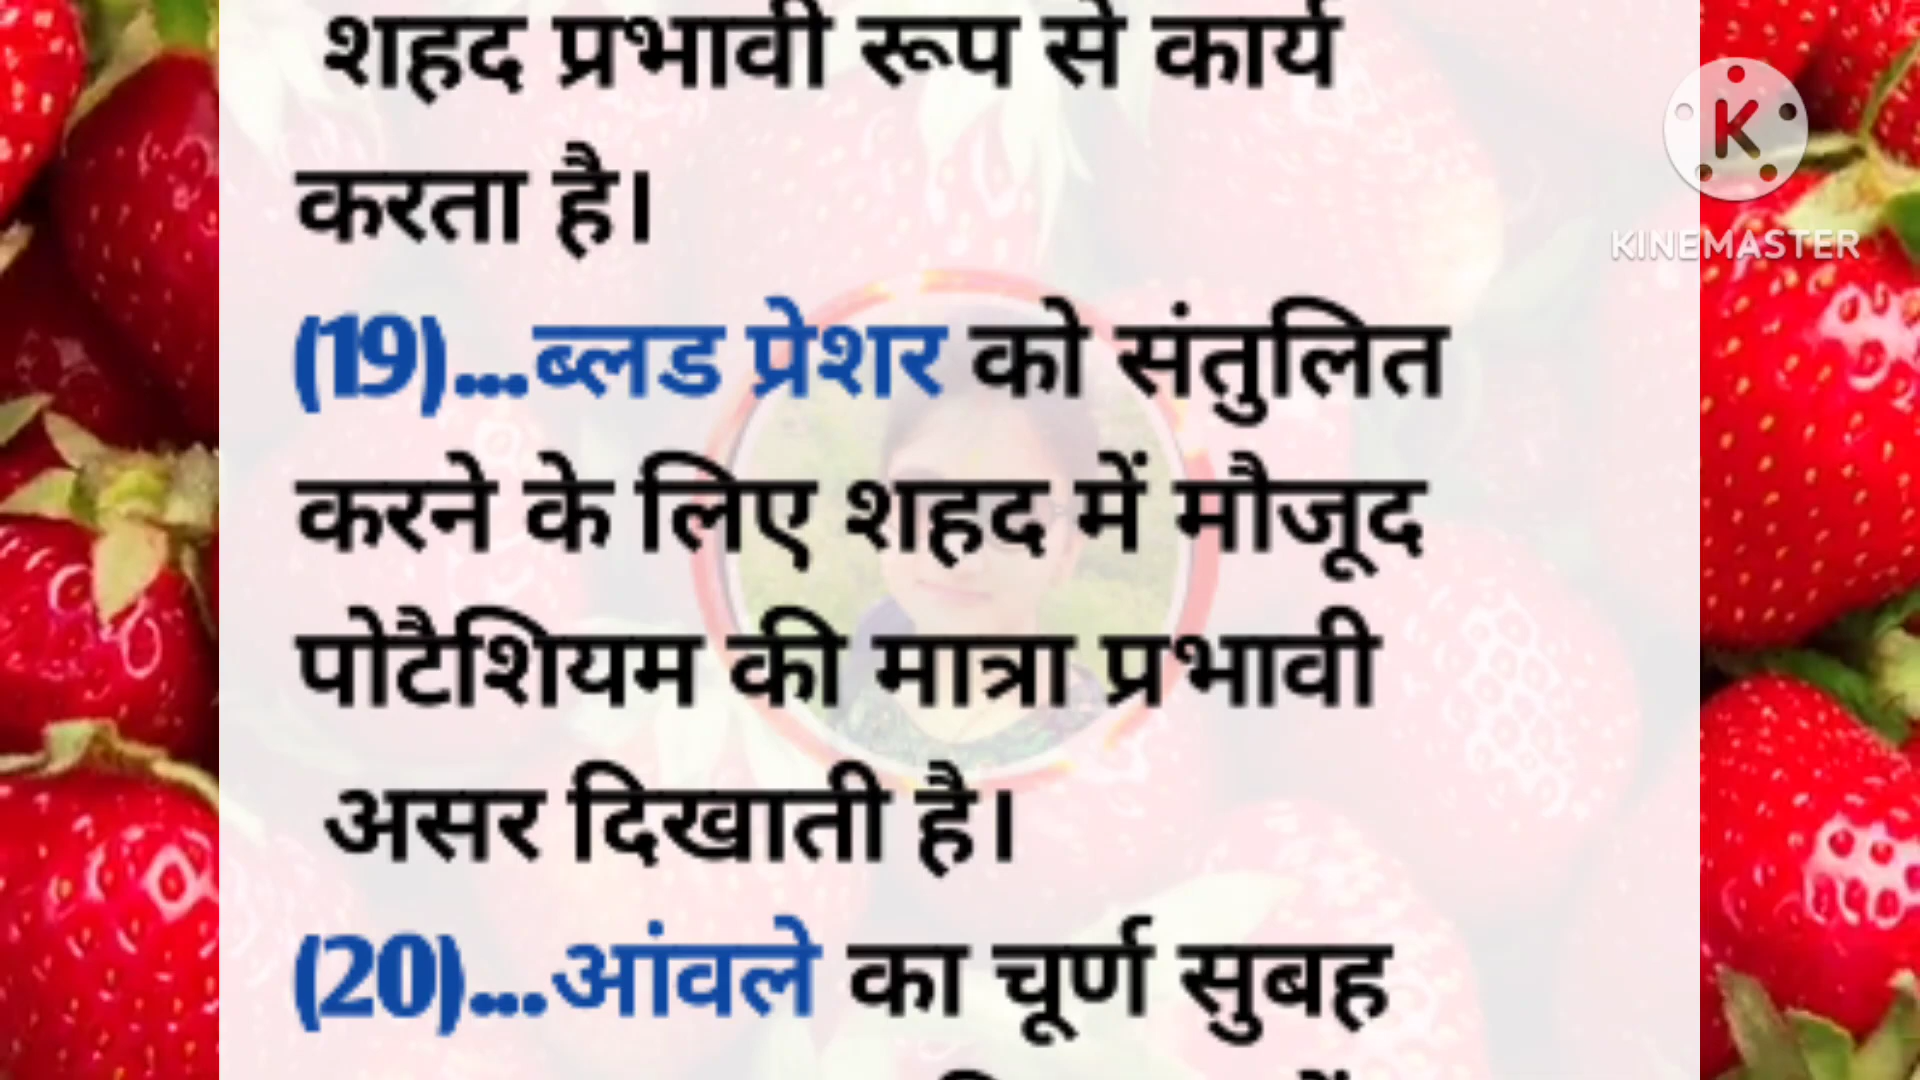 शहद प्रभावी रूप से कार्य
करता है।
(19)...ब्लड प्रेशर को संतुलित
करने के लिए शहद में मौजूद
पोटैशियम की मात्रा प्रभावी
असर दिखाती है।
(20)...आंवले का चूर्ण सुबह
K
KINEMASTER